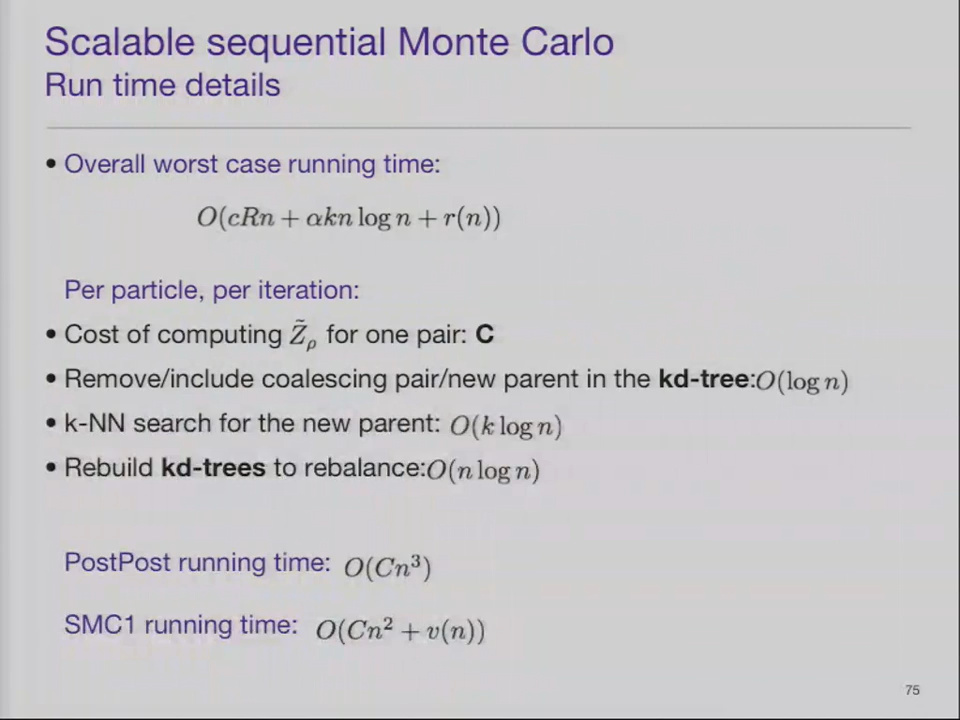 Scalable sequential Monte Carlo
Run time details
• Overall worst case running time:
O(cRn + αkn log n + r(n))
Per particle, per iteration:
• Cost of computing Z̃ρ for one pair: C
• Remove/include coalescing pair/new parent in the kd-tree:O(log n)
• k-NN search for the new parent: O(k log n)
• Rebuild kd-trees to rebalance:O(n log n)
PostPost running time: O(Cn³)
SMC1 running time: O(Cn² + v(n))
75